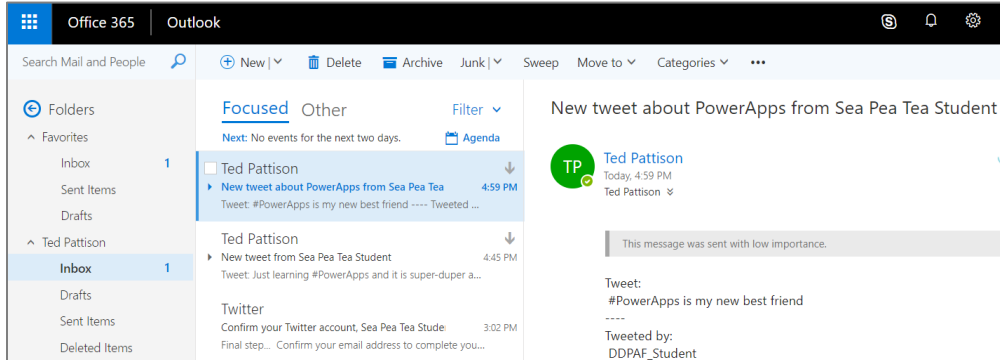 Office 365 Outlook
Search Mail and People
New Delete Archive Junk Sweep Move to Categories •••
Folders
Favorites
Inbox 1
Sent Items
Drafts
Ted Pattison
Inbox 1
Drafts
Sent Items
Deleted Items
Focused Other Filter
Next: No events for the next two days. Agenda
Ted Pattison
New tweet about PowerApps from Sea Pea Tea 4:59 PM
Tweet: #PowerApps is my new best friend ---- Tweeted ...
Ted Pattison
New tweet from Sea Pea Tea Student 4:45 PM
Tweet: Just learning #PowerApps and it is super-duper a...
Twitter
Confirm your Twitter account, Sea Pea Tea Stude 3:02 PM
Final step... Confirm your email address to complete you...
New tweet about PowerApps from Sea Pea Tea Student
TP
Ted Pattison
Today, 4:59 PM
Ted Pattison
This message was sent with low importance.
Tweet:
#PowerApps is my new best friend
----
Tweeted by:
DDPAF_Student